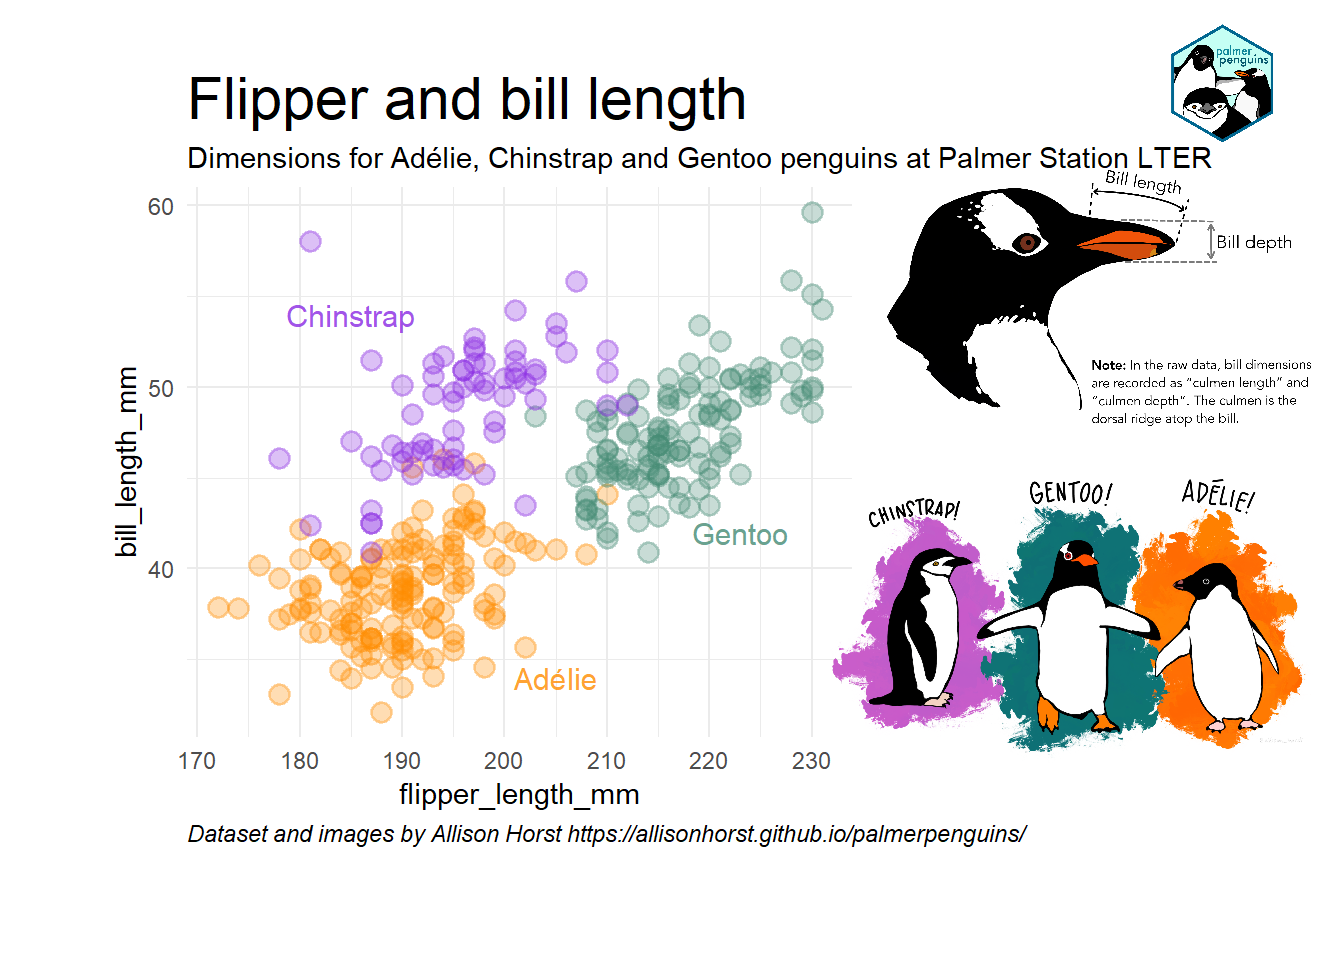 palmer
penguins
Flipper and bill length
Dimensions for Adélie, Chinstrap and Gentoo penguins at Palmer Station LTER
Bill length
Bill depth
60
50
40
bill_length_mm
Chinstrap
Gentoo
Adélie
Note: In the raw data, bill dimensions
are recorded as “culmen length” and
“culmen depth”. The culmen is the
dorsal ridge atop the bill.
CHINSTRAP!
GENTOO!
ADÉLIE!
170 180 190 200 210 220 230
flipper_length_mm
Dataset and images by Allison Horst https://allisonhorst.github.io/palmerpenguins/